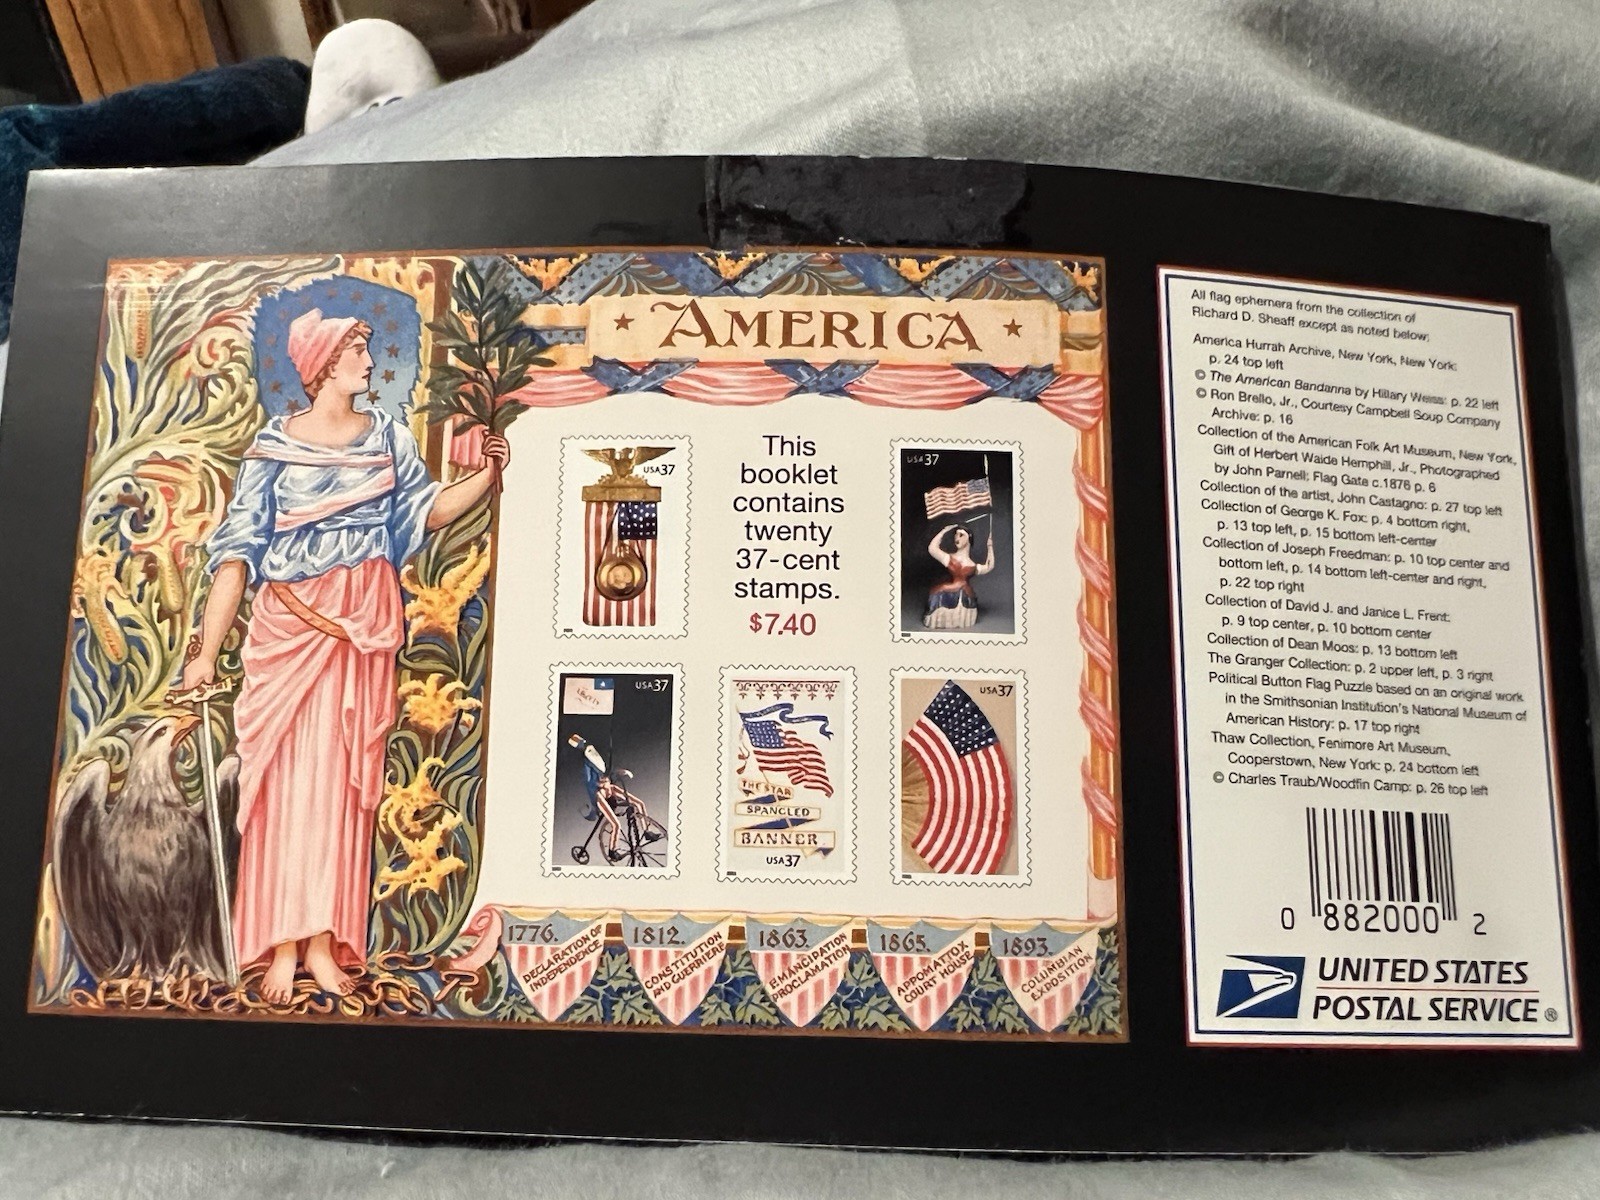 AMERICA
USA 37
This
booklet
contains
twenty
37-cent
stamps.
$7.40
USA 37
USA 37
THE STAR
SPANGLED
BANNER
USA 37
USA 37
1776.
DECLARATION OF
INDEPENDENCE
1812.
CONSTITUTION
AND GUERRIERE
1863.
EMANCIPATION
PROCLAMATION
1865.
APPOMATTOX
COURT HOUSE
1893.
COLUMBIAN
EXPOSITION
All flag ephemera from the collection of
Richard D. Sheaff except as noted below:
America Hurrah Archive, New York, New York:
p. 24 top left
© The American Bandanna by Hillary Weiss: p. 22 left
© Ron Brello, Jr., Courtesy Campbell Soup Company
Archive: p. 16
Collection of the American Folk Art Museum, New York,
Gift of Herbert Waide Hemphill, Jr., Photographed
by John Parnell; Flag Gate c.1876 p. 6
Collection of the artist, John Castagno: p. 27 top left
Collection of George K. Fox: p. 4 bottom right,
p. 13 top left, p. 15 bottom left-center
Collection of Joseph Freedman: p. 10 top center and
bottom left, p. 14 bottom left-center and right,
p. 22 top right
Collection of David J. and Janice L. Frent:
p. 9 top center, p. 10 bottom center
Collection of Dean Moos: p. 13 bottom left
The Granger Collection: p. 2 upper left, p. 3 right
Political Button Flag Puzzle based on an original work
in the Smithsonian Institution's National Museum of
American History: p. 17 top right
Thaw Collection, Fenimore Art Museum,
Cooperstown, New York: p. 24 bottom left
© Charles Traub/Woodfin Camp: p. 26 top left
0 882000 2
UNITED STATES
POSTAL SERVICE ®